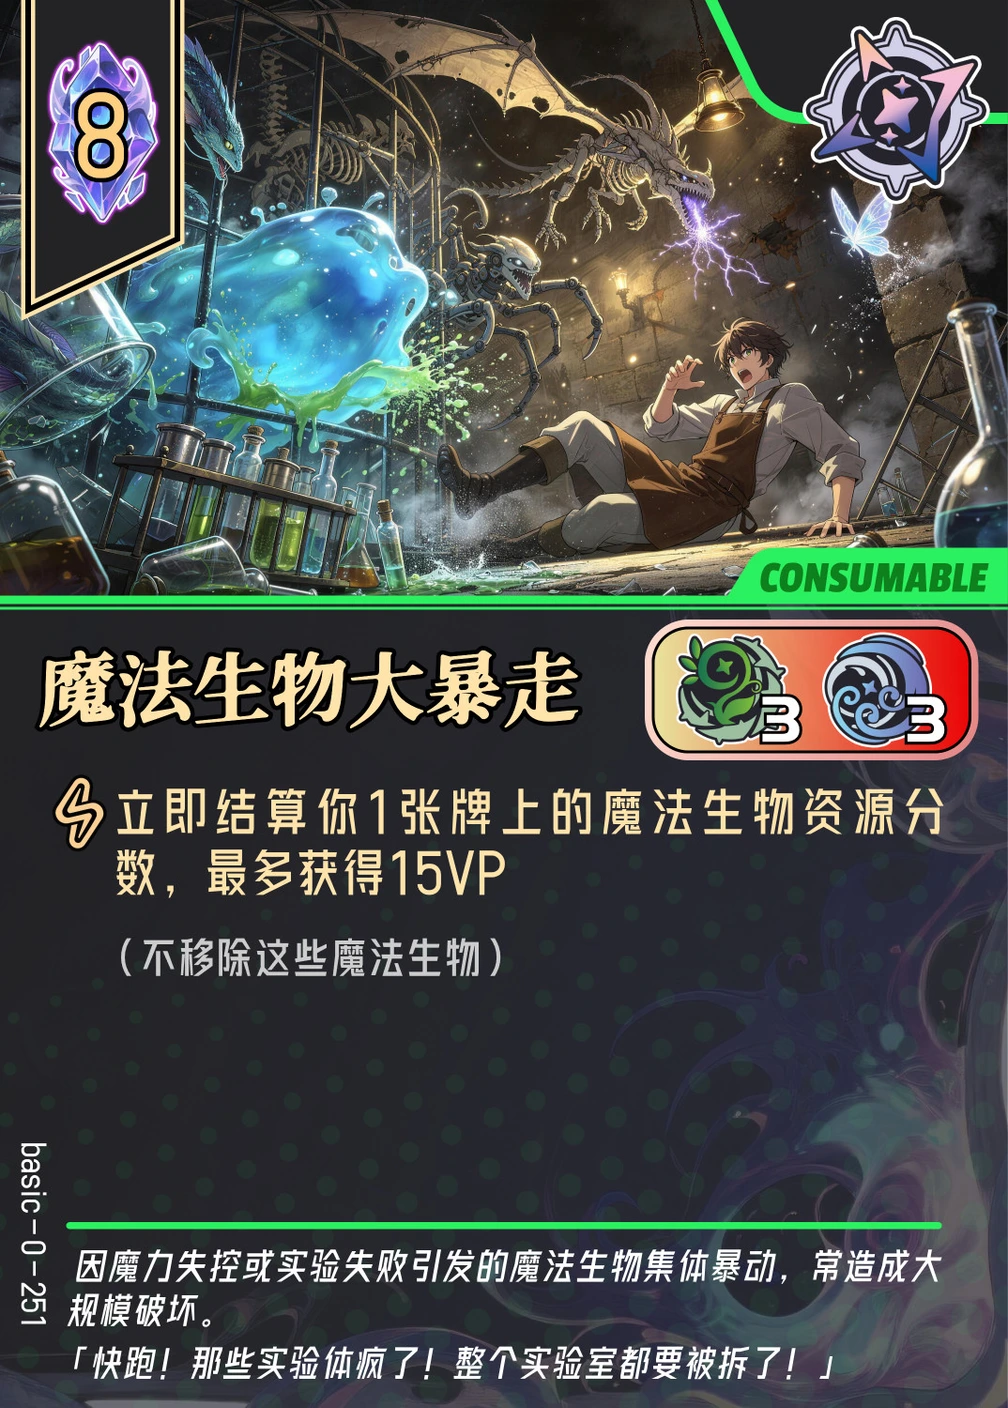 8
CONSUMABLE
魔法生物大暴走
3
3
立即结算你1张牌上的魔法生物资源分
数，最多获得15VP
（不移除这些魔法生物）
basic-0-251
因魔力失控或实验失败引发的魔法生物集体暴动，常造成大
规模破坏。
「快跑！那些实验体疯了！整个实验室都要被拆了！」